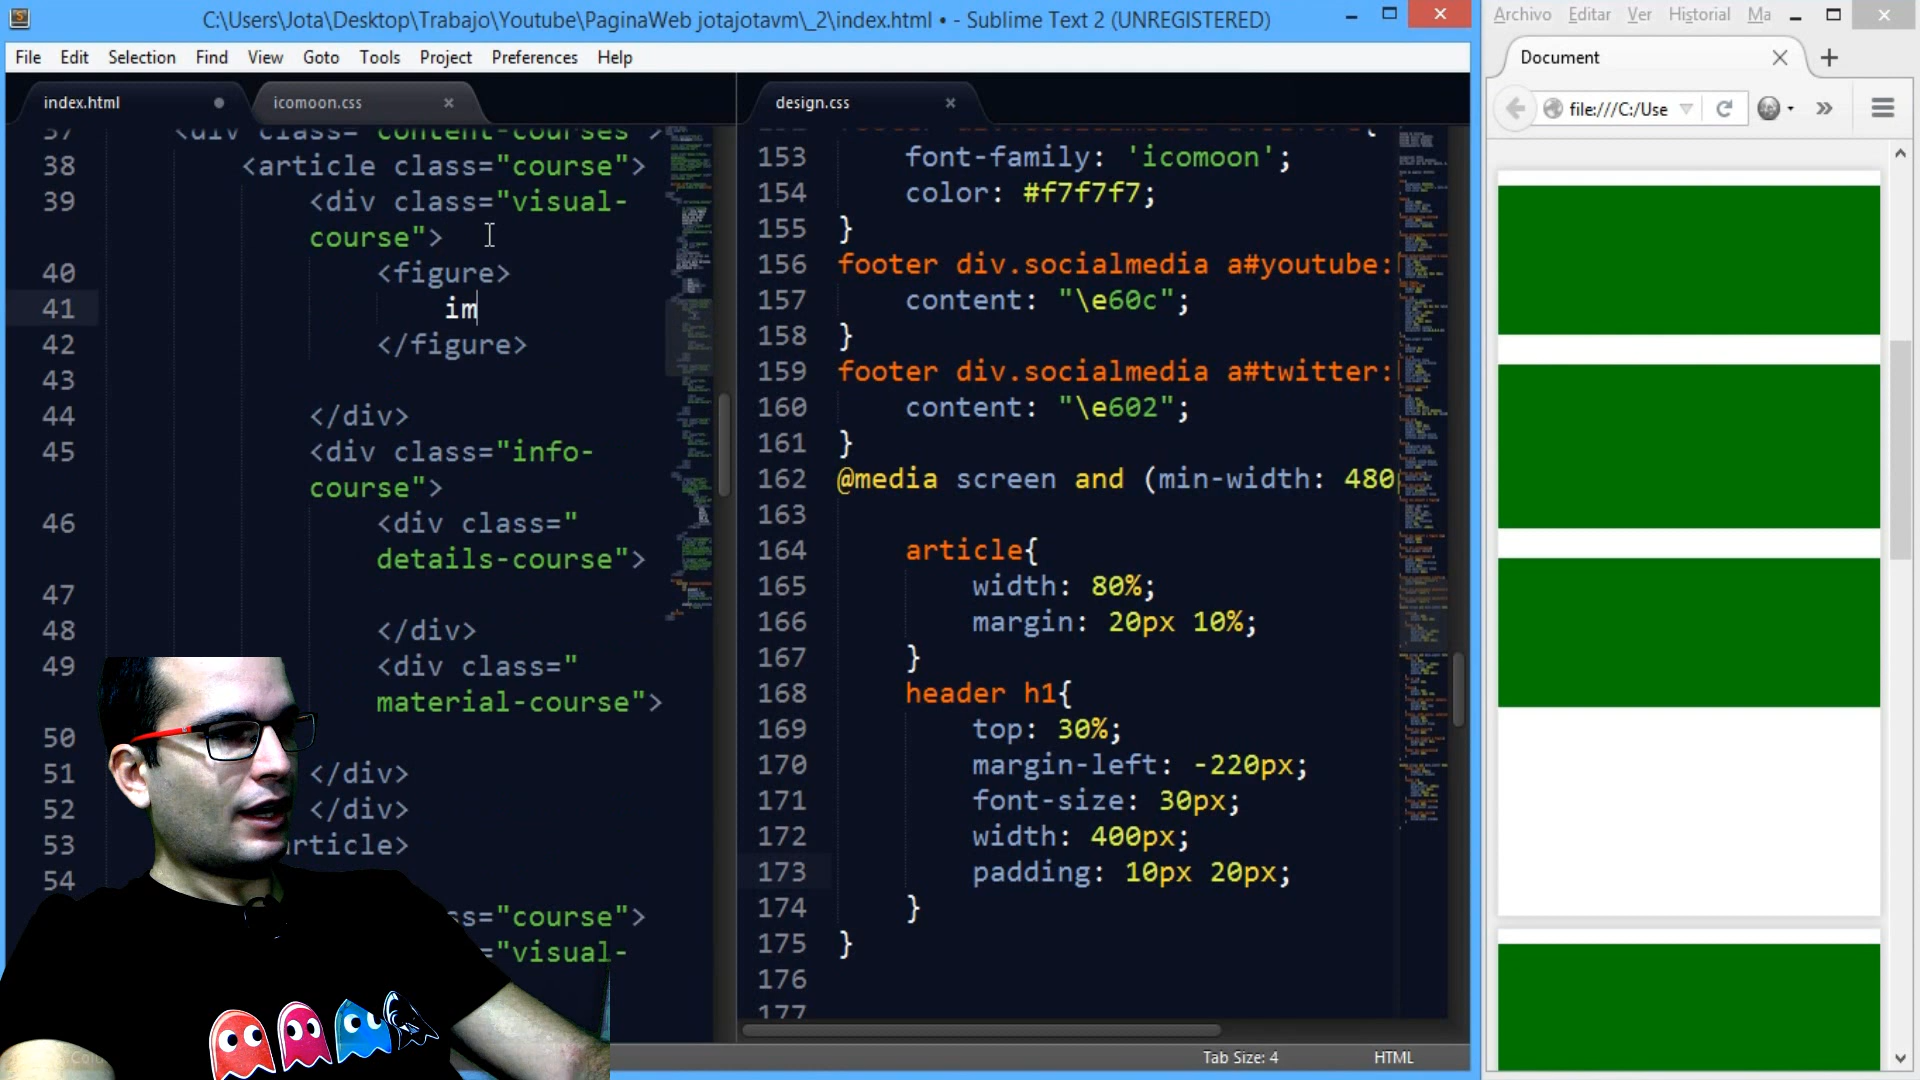 C:\Users\Jota\Desktop\Trabajo\Youtube\PaginaWeb jotajotavm\_2\index.html • - Sublime Text 2 (UNREGISTERED)
File Edit Selection Find View Goto Tools Project Preferences Help
index.html
icomoon.css
37 <div class="content-courses">
38 <article class="course">
39 <div class="visual-
course">
40 <figure>
41 im
42 </figure>
43
44 </div>
45 <div class="info-
course">
46 <div class="
details-course">
47
48 </div>
49 <div class="
material-course">
50
51 </div>
52 </div>
53 article>
54
ss="course">
="visual-
design.css
153 font-family: 'icomoon';
154 color: #f7f7f7;
155 }
156 footer div.socialmedia a#youtube:
157 content: "\e60c";
158 }
159 footer div.socialmedia a#twitter:
160 content: "\e602";
161 }
162 @media screen and (min-width: 480
163
164 article{
165 width: 80%;
166 margin: 20px 10%;
167 }
168 header h1{
169 top: 30%;
170 margin-left: -220px;
171 font-size: 30px;
172 width: 400px;
173 padding: 10px 20px;
174 }
175 }
176
177
Tab Size: 4 HTML
Archivo Editar Ver Historial Ma
Document
file:///C:/Use